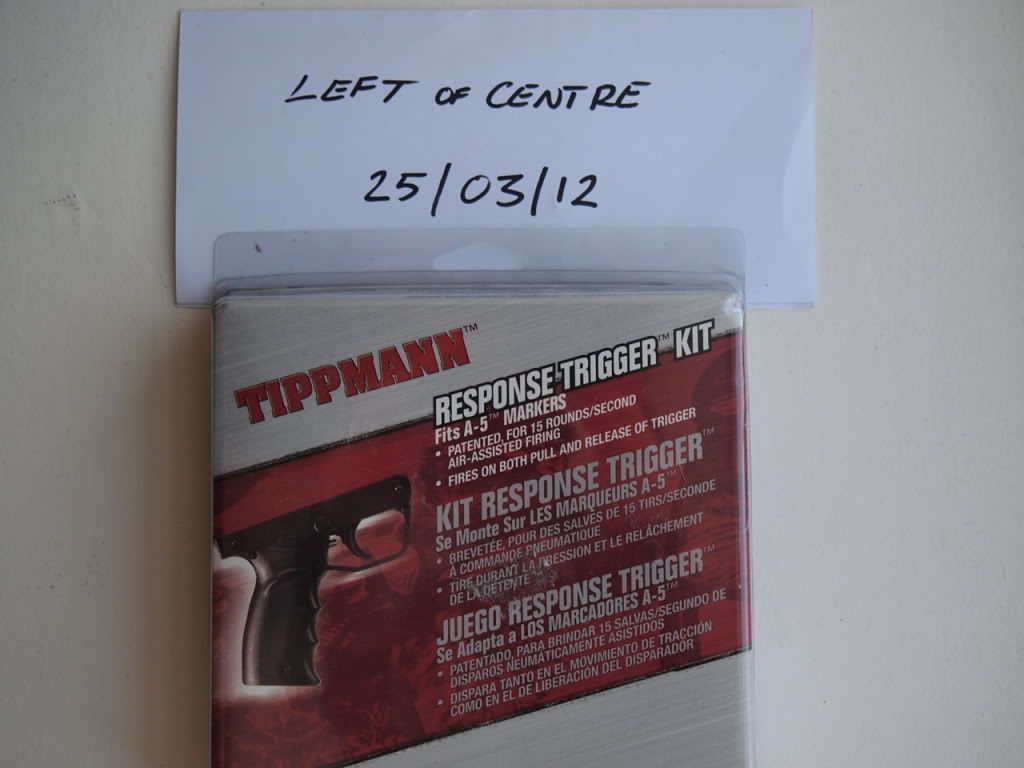 LEFT OF CENTRE
25/03/12
TIPPMANN™
RESPONSE TRIGGER™ KIT
Fits A-5™ MARKERS
• PATENTED, FOR 15 ROUNDS/SECOND
AIR-ASSISTED FIRING
• FIRES ON BOTH PULL AND RELEASE OF TRIGGER
KIT RESPONSE TRIGGER™
Se Monte Sur LES MARQUEURS A-5™
• BREVETÉE, POUR DES SALVES DE 15 TIRS/SECONDE
À COMMANDE PNEUMATIQUE
• TIRE DURANT LA PRESSION ET LE RELÂCHEMENT
DE LA DÉTENTE
JUEGO RESPONSE TRIGGER™
Se Adapta a LOS MARCADORES A-5™
• PATENTADO, PARA BRINDAR 15 SALVAS/SEGUNDO DE
DISPAROS NEUMÁTICAMENTE ASISTIDOS
• DISPARA TANTO EN EL MOVIMIENTO DE TRACCIÓN
COMO EN EL DE LIBERACIÓN DEL DISPARADOR